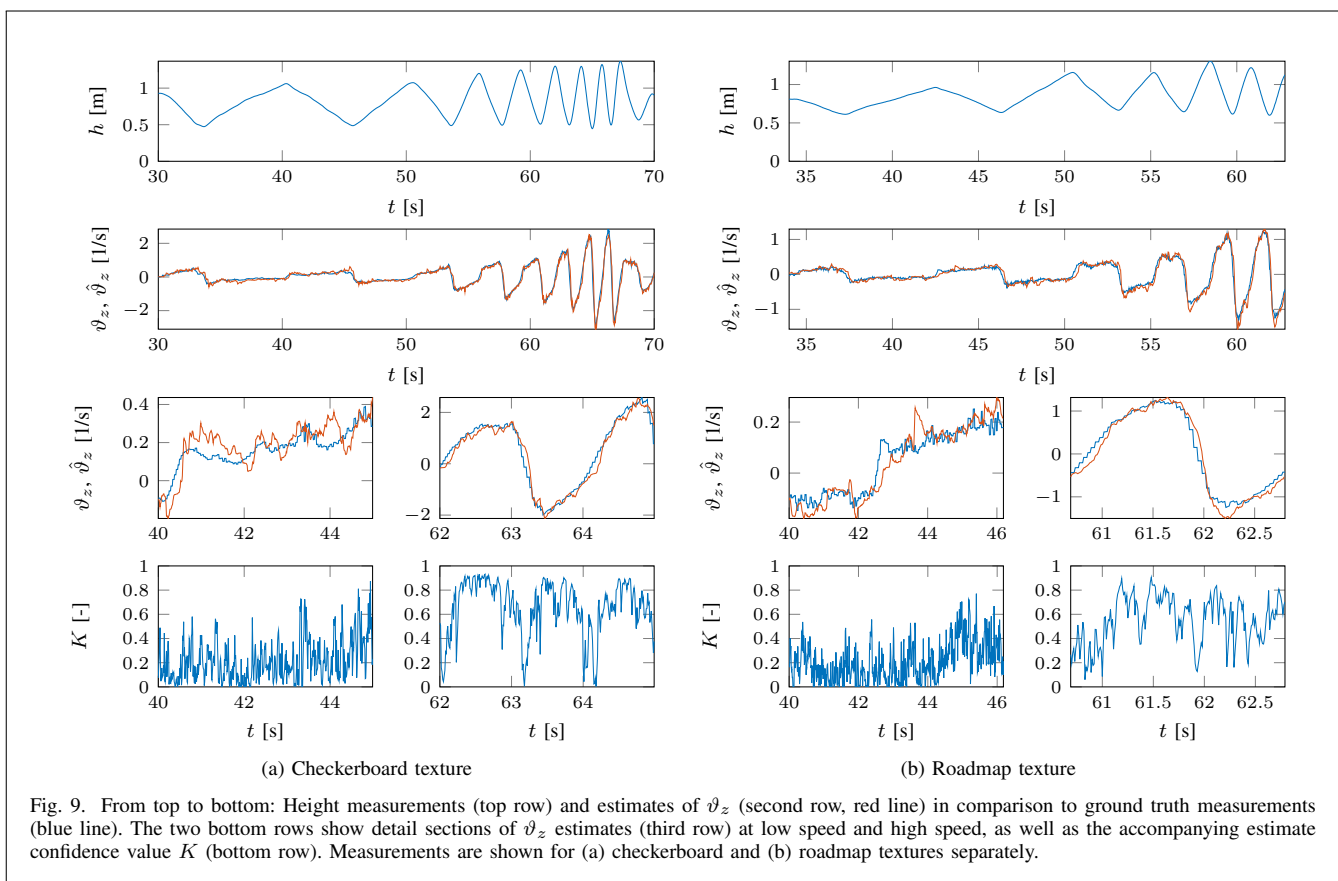 1
0.5
0
h [m]
30 40 50 60 70
t [s]
1
0.5
0
h [m]
35 40 45 50 55 60
t [s]
2
0
−2
ϑz, ϑ̂z [1/s]
30 40 50 60 70
t [s]
1
0
−1
ϑz, ϑ̂z [1/s]
35 40 45 50 55 60
t [s]
0.4
0.2
0
ϑz, ϑ̂z [1/s]
40 42 44
2
0
−2
62 63 64
0.2
0
ϑz, ϑ̂z [1/s]
40 42 44 46
1
0
−1
61 61.5 62 62.5
1
0.8
0.6
0.4
0.2
0
K [-]
40 42 44
t [s]
1
0.8
0.6
0.4
0.2
0
62 63 64
t [s]
1
0.8
0.6
0.4
0.2
0
K [-]
40 42 44 46
t [s]
1
0.8
0.6
0.4
0.2
0
61 61.5 62 62.5
t [s]
(a) Checkerboard texture
(b) Roadmap texture
Fig. 9. From top to bottom: Height measurements (top row) and estimates of ϑz (second row, red line) in comparison to ground truth measurements
(blue line). The two bottom rows show detail sections of ϑz estimates (third row) at low speed and high speed, as well as the accompanying estimate
confidence value K (bottom row). Measurements are shown for (a) checkerboard and (b) roadmap textures separately.